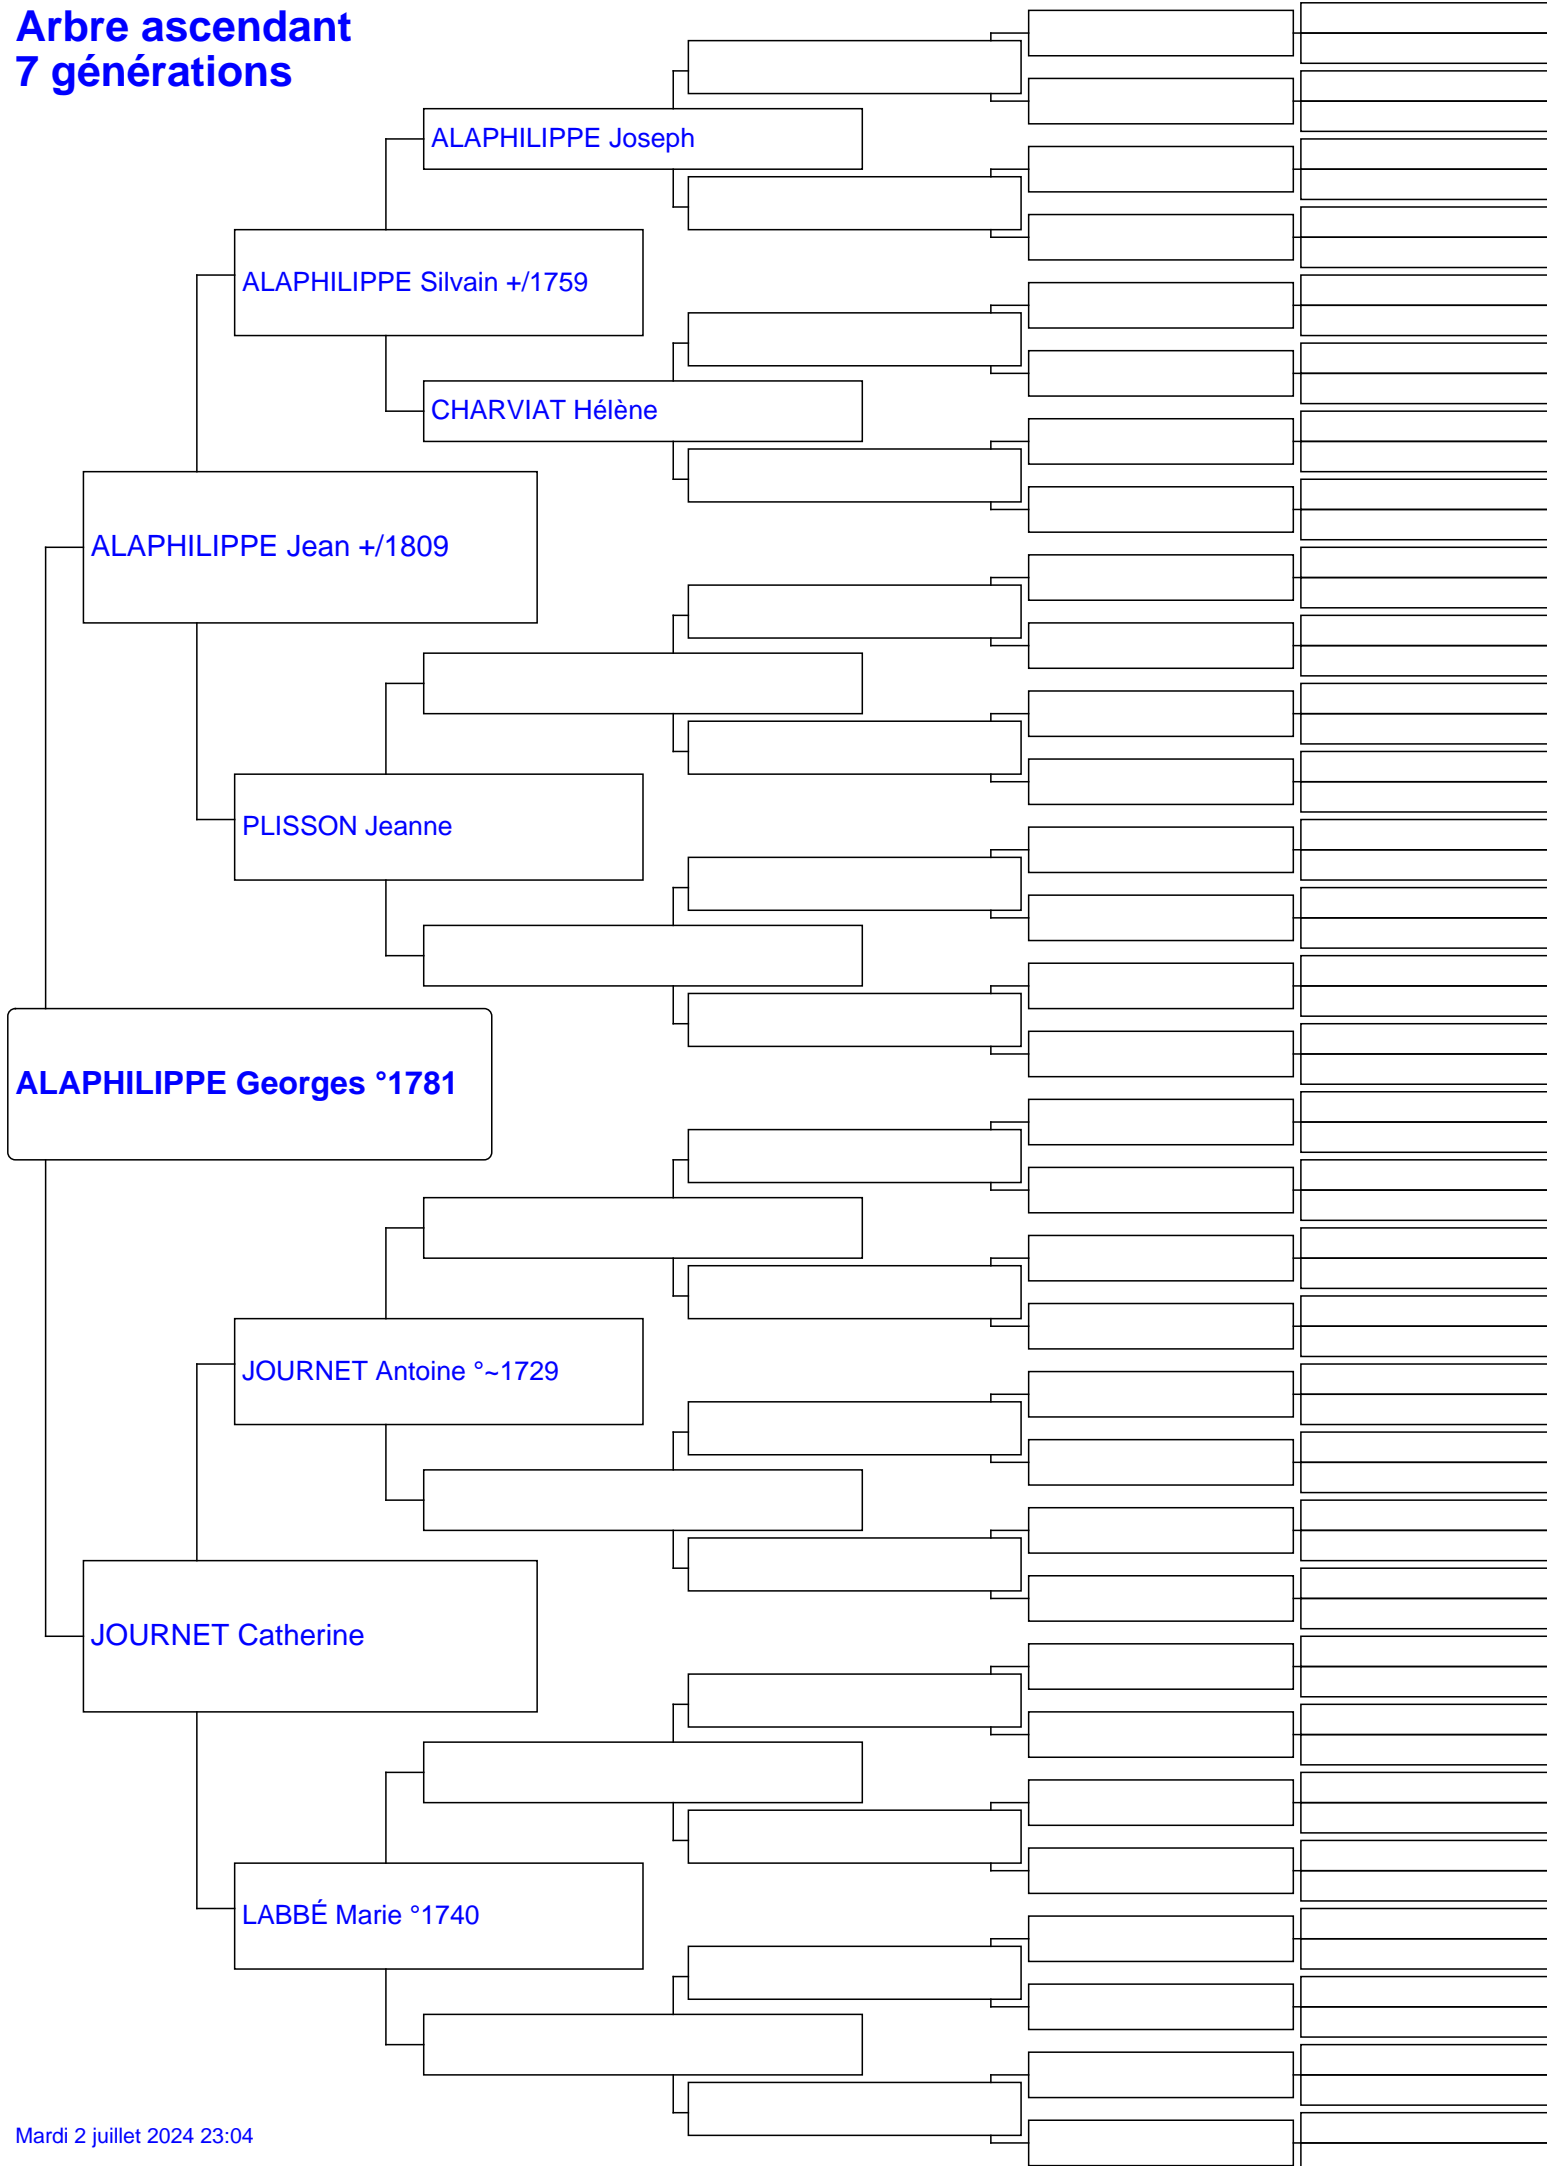 Arbre ascendant
7 générations
ALAPHILIPPE Joseph
ALAPHILIPPE Silvain +/1759
CHARVIAT Hélène
ALAPHILIPPE Jean +/1809
PLISSON Jeanne
ALAPHILIPPE Georges °1781
JOURNET Antoine °~1729
JOURNET Catherine
LABBÉ Marie °1740
Mardi 2 juillet 2024 23:04